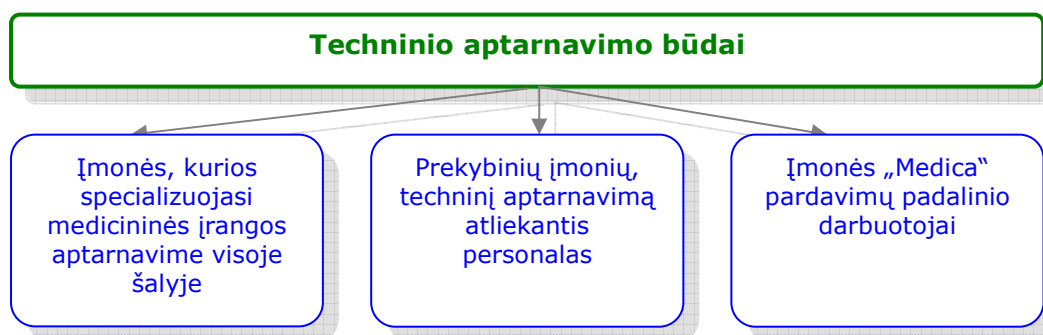 Techninio aptarnavimo būdai
Įmonės, kurios
specializuojasi
medicininės įrangos
aptarnavime visoje
šalyje
Prekybinių įmonių,
techninį aptarnavimą
atliekantis
personalas
Įmonės „Medica“
pardavimų padalinio
darbuotojai